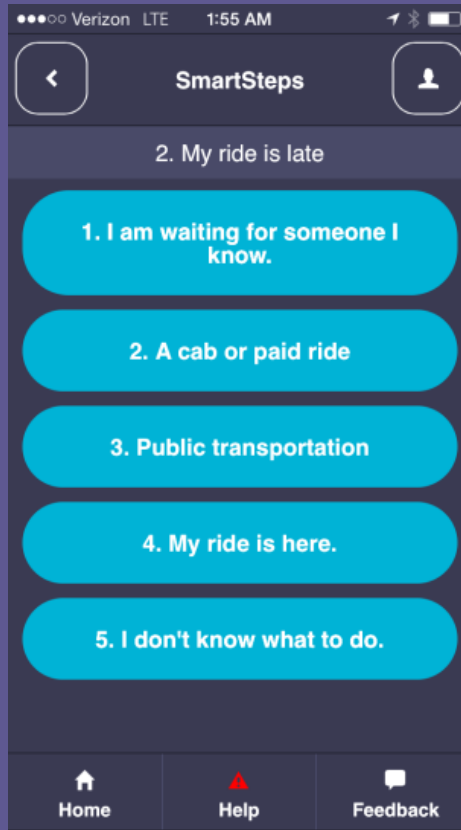 Verizon LTE 1:55 AM
SmartSteps
2. My ride is late
1. I am waiting for someone I
know.
2. A cab or paid ride
3. Public transportation
4. My ride is here.
5. I don't know what to do.
Home Help Feedback